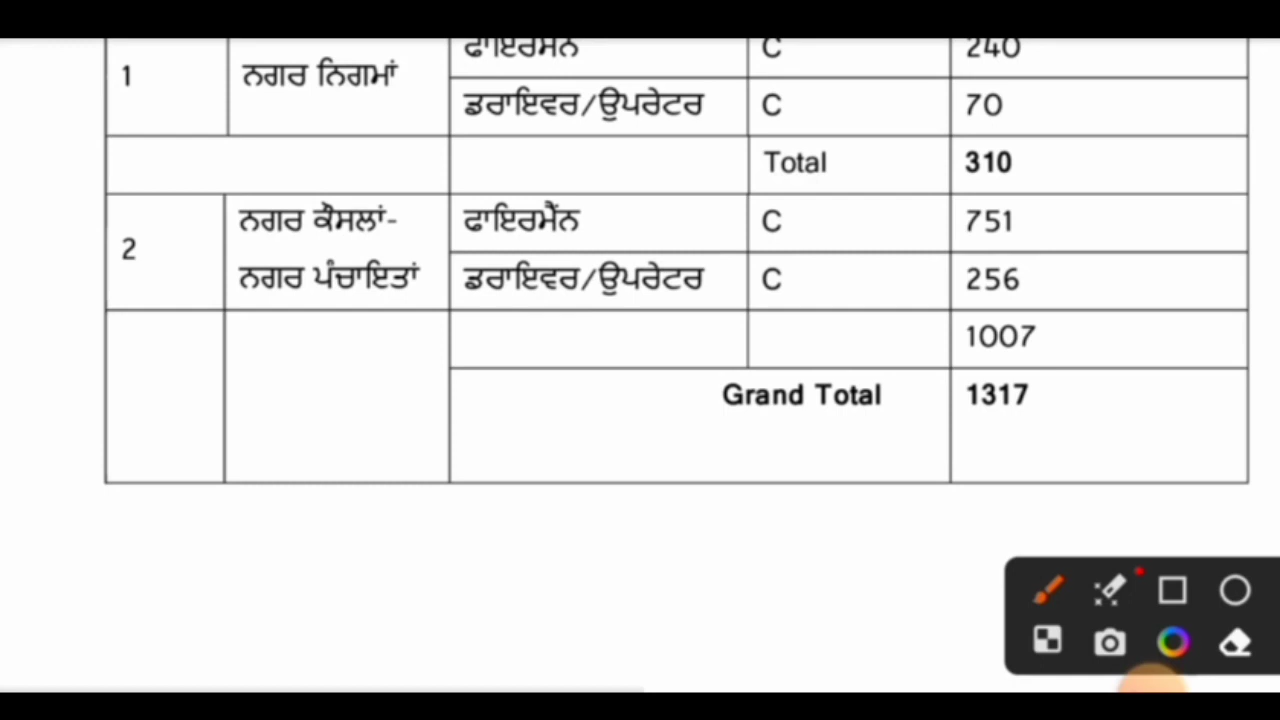 ਫਾਇਰਮੈਨ C 240
1 ਨਗਰ ਨਿਗਮਾਂ
ਡਰਾਇਵਰ/ਉਪਰੇਟਰ C 70
Total 310
ਨਗਰ ਕੌਸਲਾਂ- ਫਾਇਰਮੈੱਨ C 751
2
ਨਗਰ ਪੰਚਾਇਤਾਂ ਡਰਾਇਵਰ/ਉਪਰੇਟਰ C 256
1007
Grand Total 1317